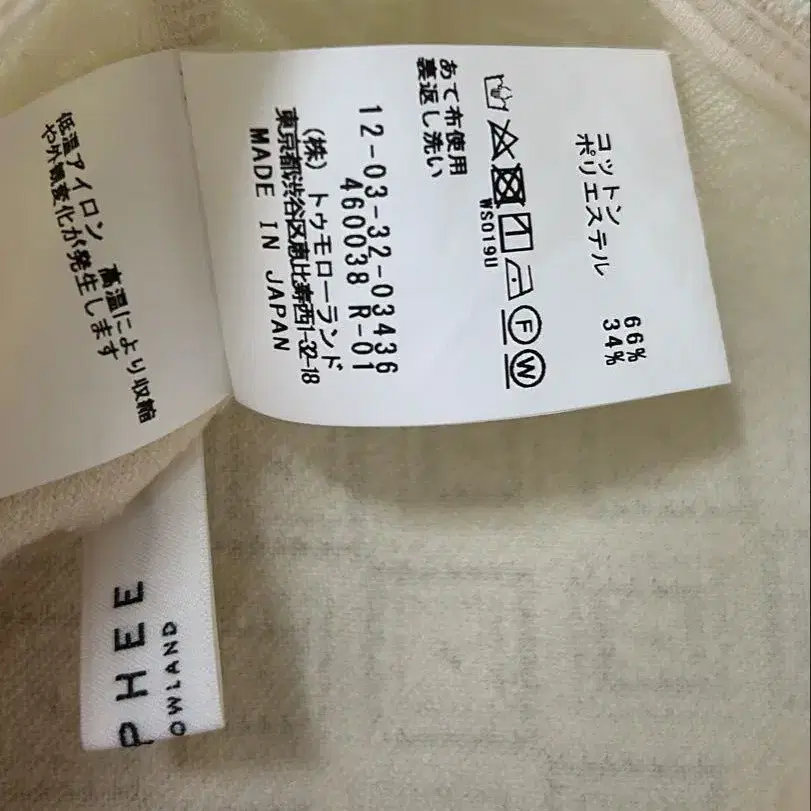 コットン 66%
ポリエステル 34%
WS019U
F W
あて布使用
裏返し洗い
12-03-32-03436
460038 R-01
(株) トゥモローランド
東京都渋谷区恵比寿西1-32-18
MADE IN JAPAN
低温アイロン 高温により収縮
や外観変化が発生します
PHEE
OWLAND